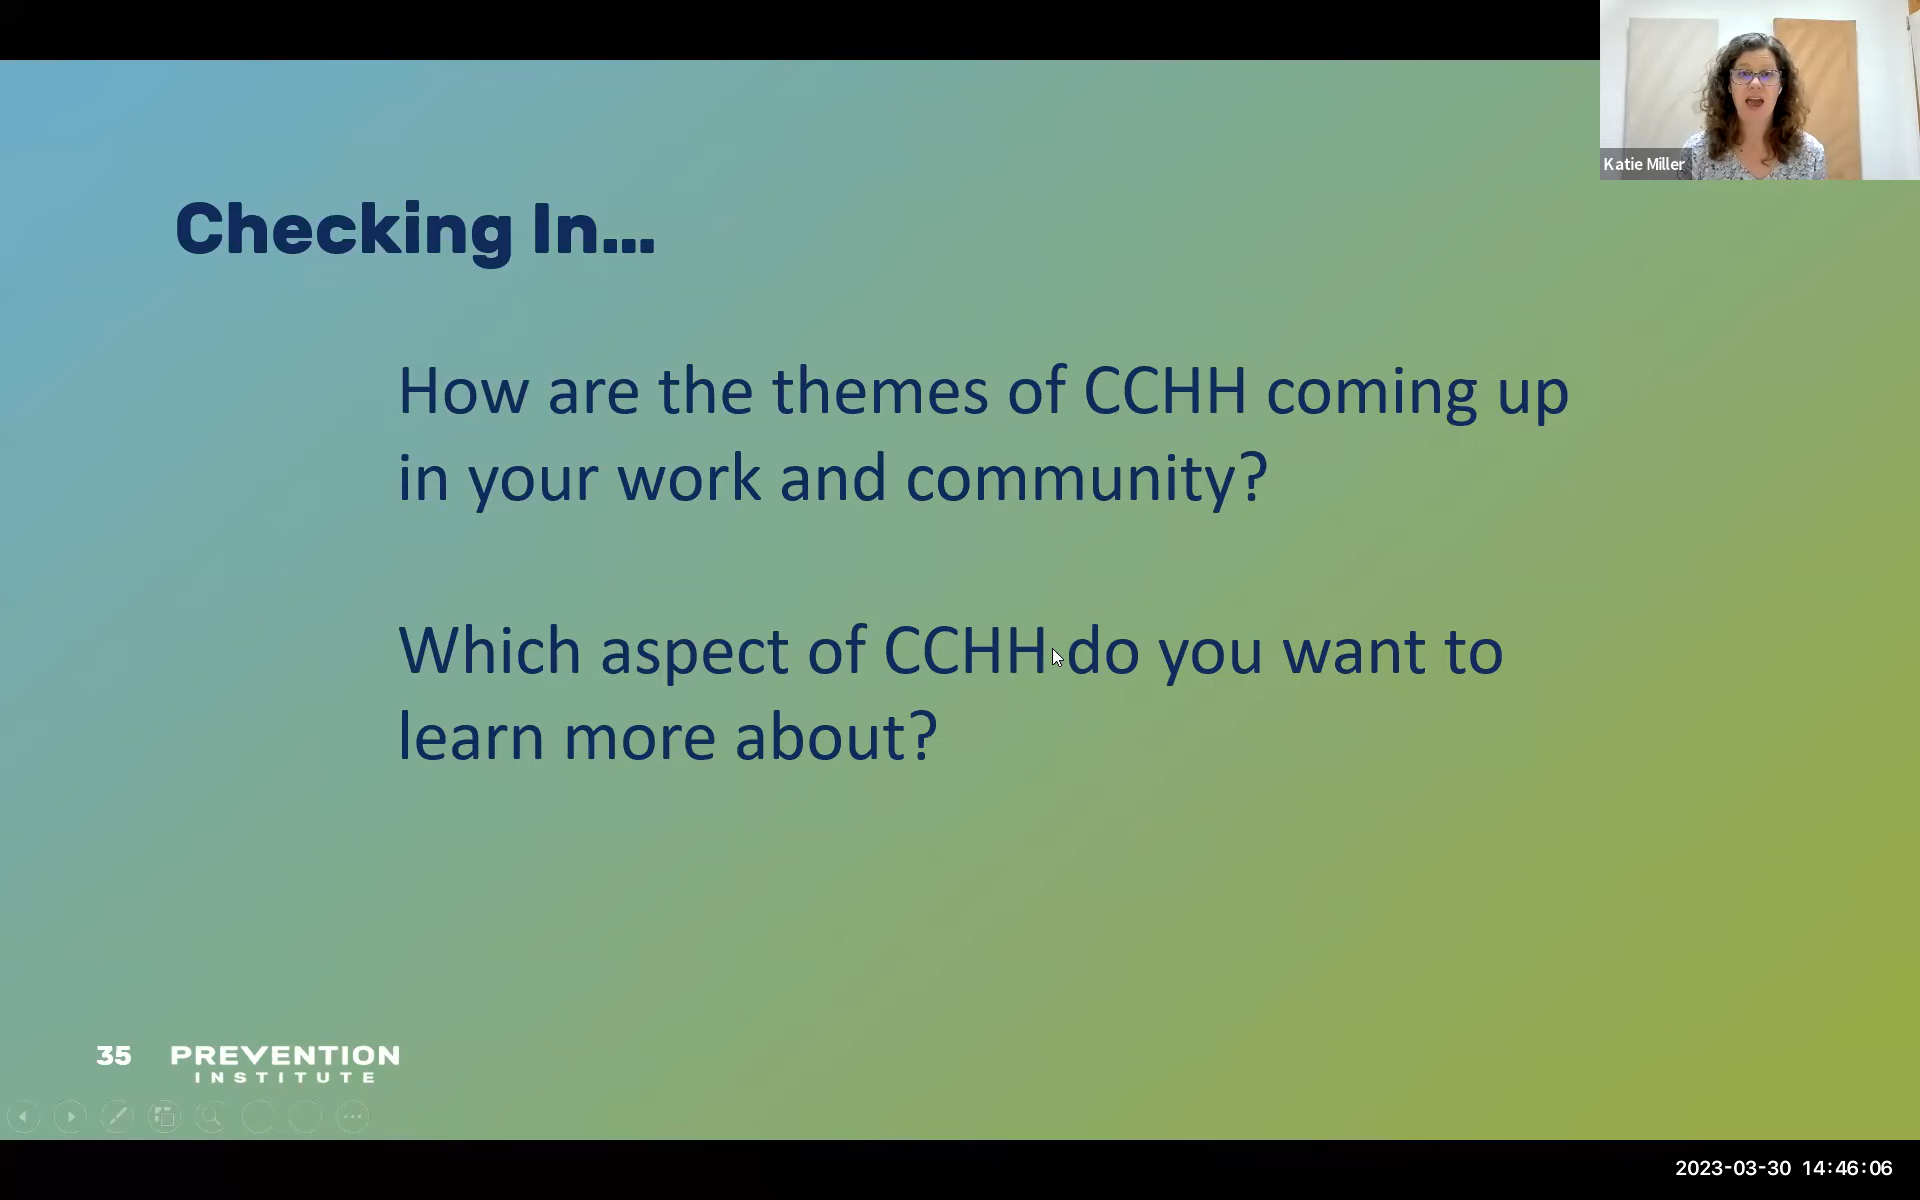 Katie Miller
Checking In...
How are the themes of CCHH coming up
in your work and community?
Which aspect of CCHH do you want to
learn more about?
35
PREVENTION
INSTITUTE
2023-03-30 14:46:06